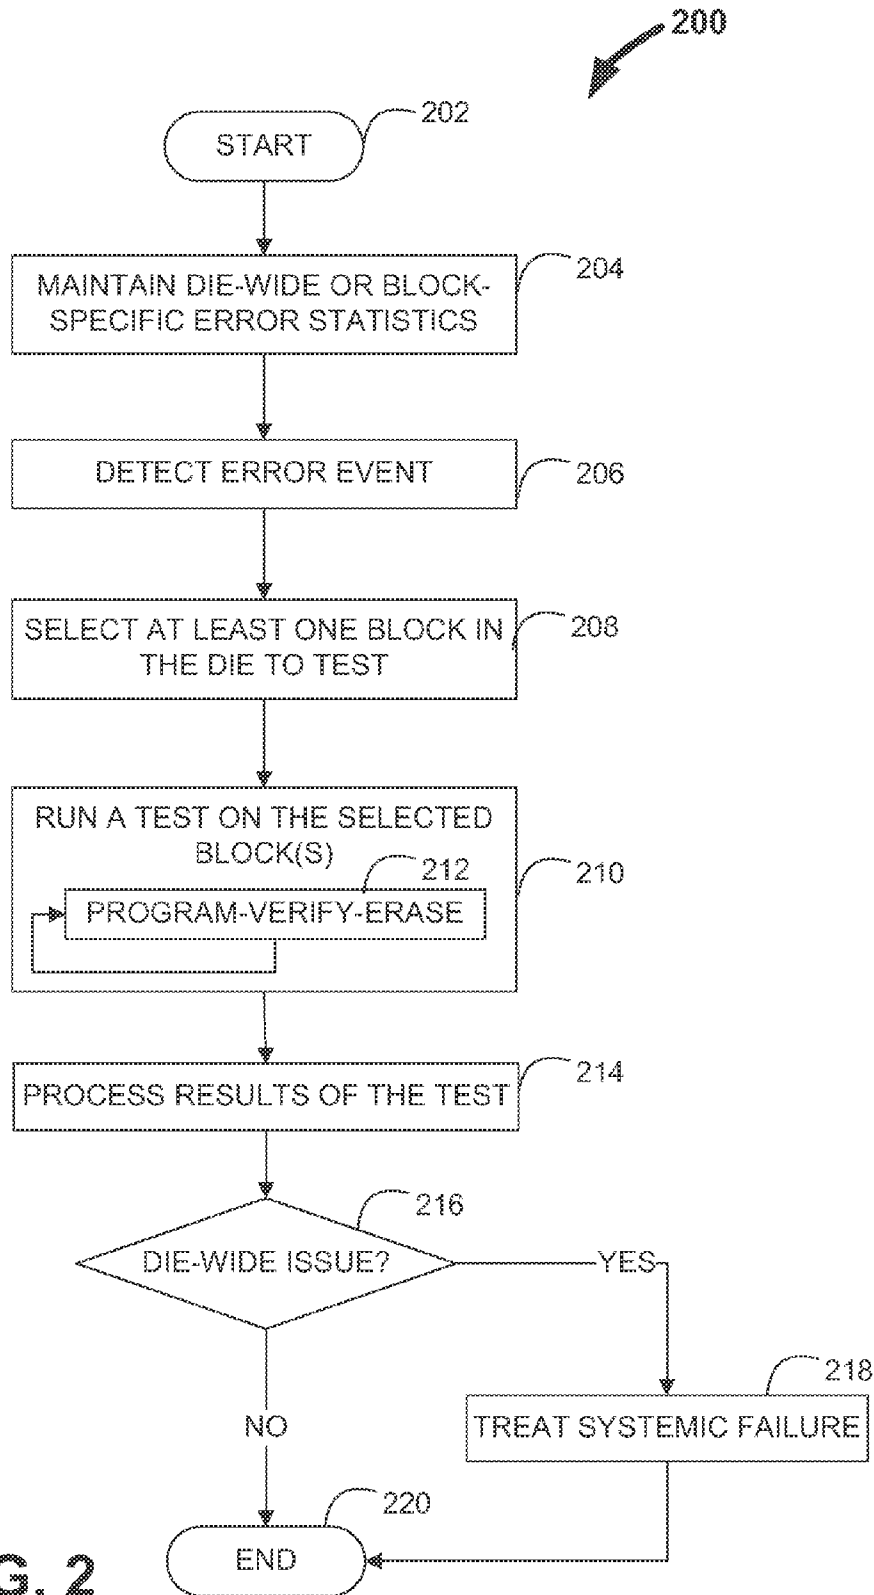 200
START
202
MAINTAIN DIE-WIDE OR BLOCK-
SPECIFIC ERROR STATISTICS
204
DETECT ERROR EVENT
206
SELECT AT LEAST ONE BLOCK IN
THE DIE TO TEST
208
RUN A TEST ON THE SELECTED
BLOCK(S)
212
PROGRAM-VERIFY-ERASE
210
PROCESS RESULTS OF THE TEST
214
216
DIE-WIDE ISSUE?
YES
218
TREAT SYSTEMIC FAILURE
NO
220
END
G. 2